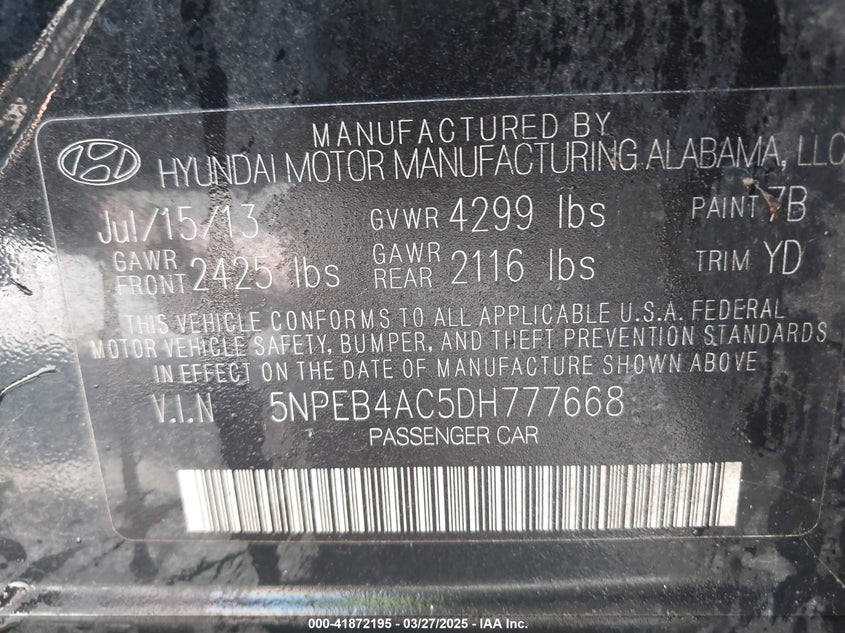 MANUFACTURED BY
HYUNDAI MOTOR MANUFACTURING ALABAMA, LLC
Jul/15/13 GVWR 4299 lbs PAINT 7B
GAWR FRONT 2425 lbs GAWR REAR 2116 lbs TRIM YD
THIS VEHICLE CONFORMS TO ALL APPLICABLE U.S.A. FEDERAL
MOTOR VEHICLE SAFETY, BUMPER, AND THEFT PREVENTION STANDARDS
IN EFFECT ON THE DATE OF MANUFACTURE SHOWN ABOVE
V.I.N 5NPEB4AC5DH777668
PASSENGER CAR
000-41872195 - 03/27/2025 - IAA Inc.